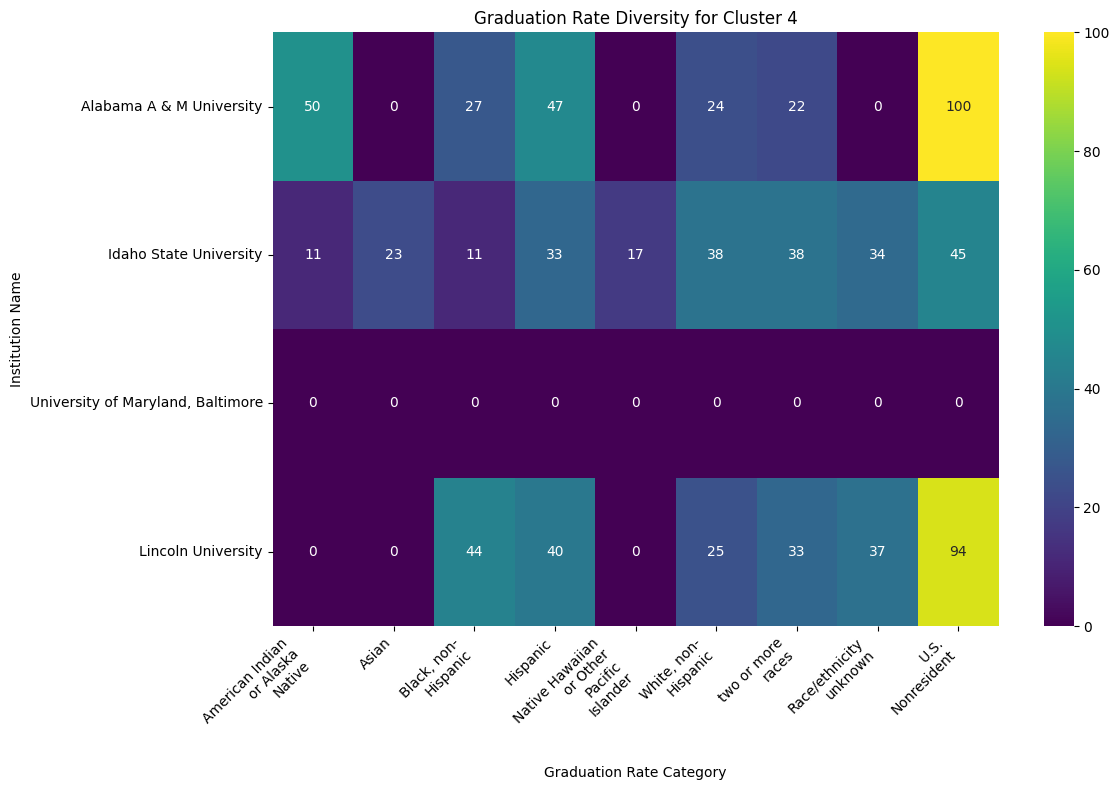 Graduation Rate Diversity for Cluster 4
Institution Name
Alabama A & M University
50 0 27 47 0 24 22 0 100
Idaho State University
11 23 11 33 17 38 38 34 45
University of Maryland, Baltimore
0 0 0 0 0 0 0 0 0
Lincoln University
0 0 44 40 0 25 33 37 94
American Indian
or Alaska
Native
Asian
Black, non-
Hispanic
Hispanic
Native Hawaiian
or Other
Pacific
Islander
White, non-
Hispanic
two or more
races
Race/ethnicity
unknown
U.S.
Nonresident
Graduation Rate Category
100
80
60
40
20
0